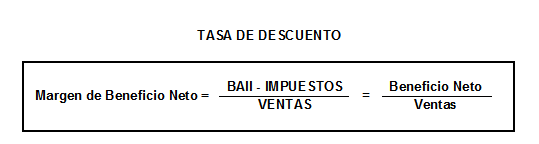 TASA DE DESCUENTO
Margen de Beneficio Neto = BAII - IMPUESTOS / VENTAS = Beneficio Neto / Ventas